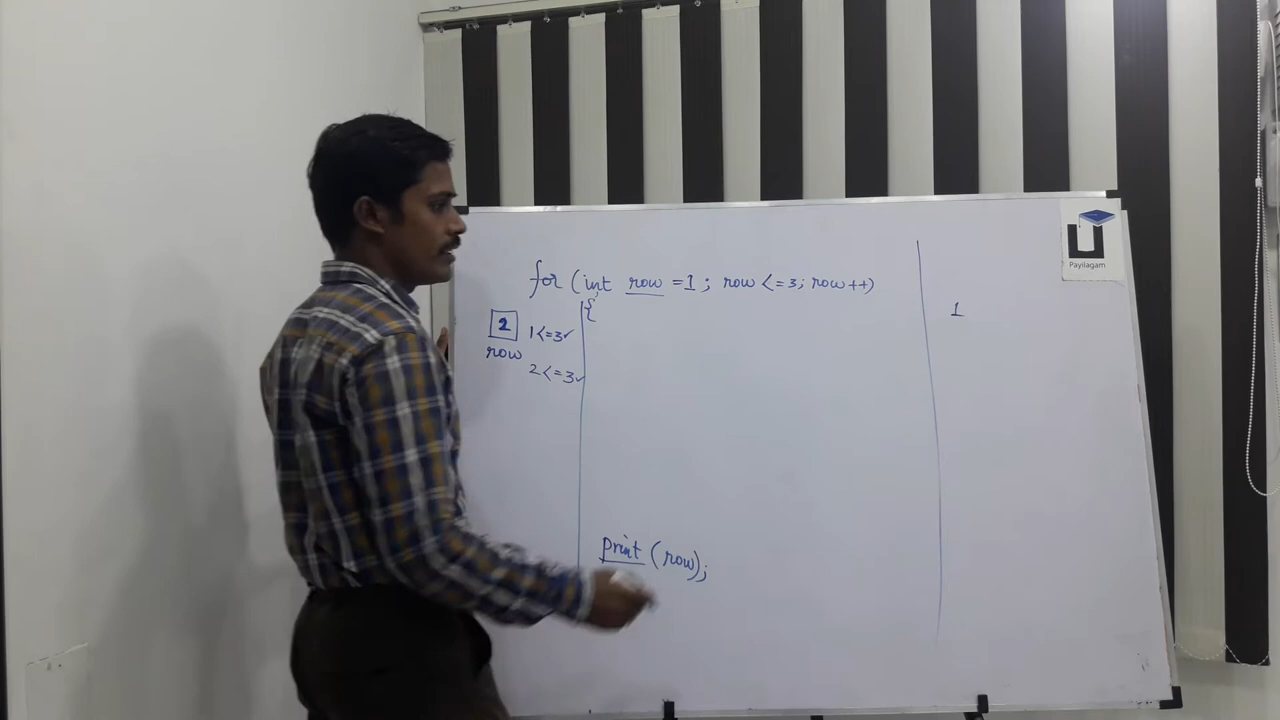 for (int row = 1 ; row <= 3 ; row ++)
{
2
row
1 <= 3 ✓
2 <= 3 ✓
print (row);
1
Payilagam